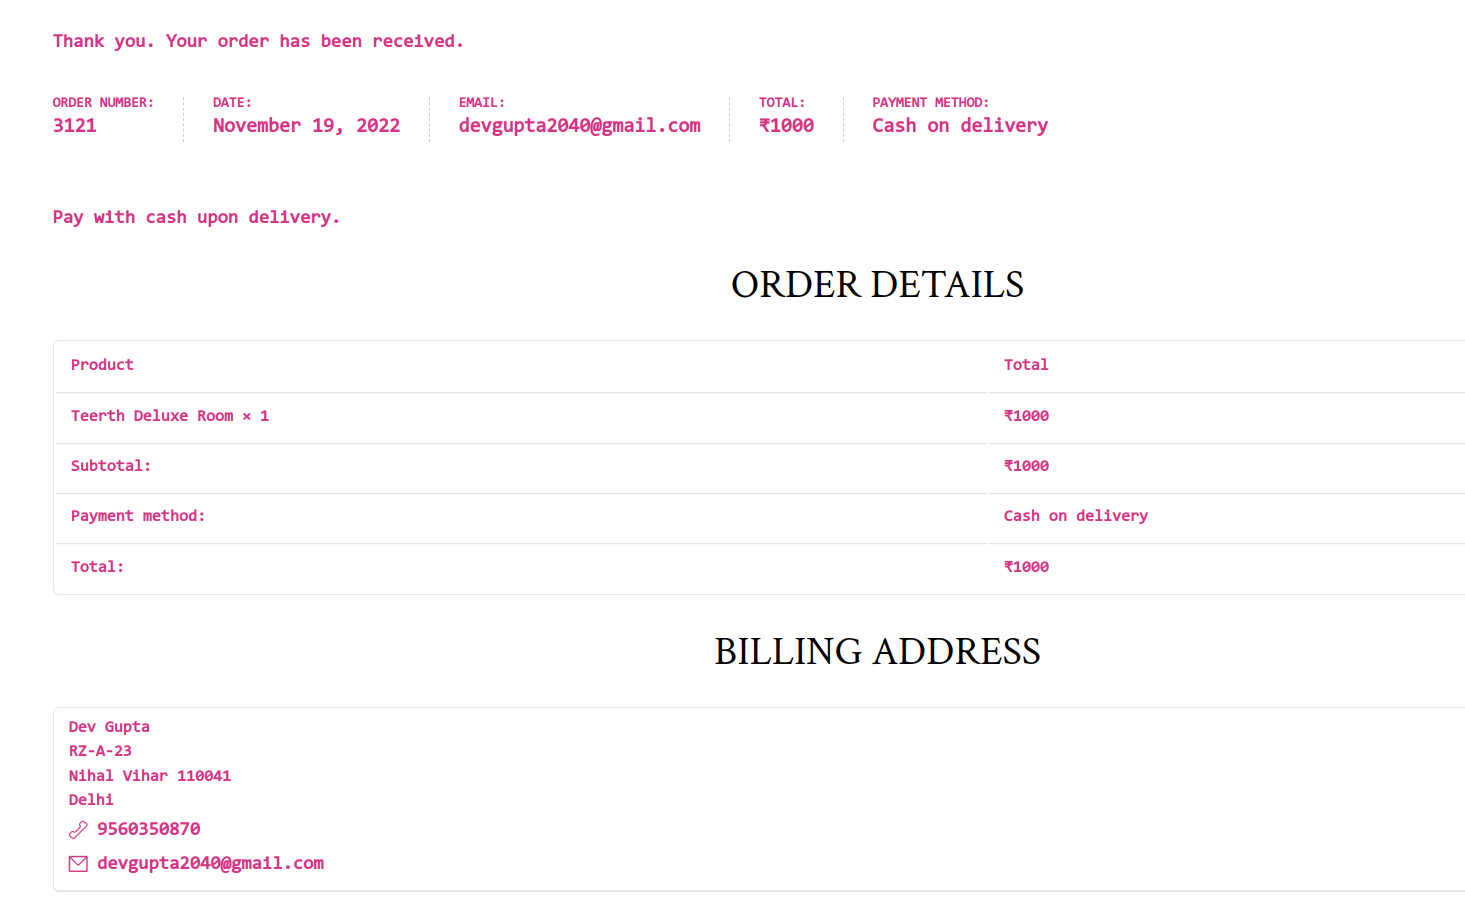 Thank you. Your order has been received.
ORDER NUMBER:
3121
DATE:
November 19, 2022
EMAIL:
devgupta2040@gmail.com
TOTAL:
₹1000
PAYMENT METHOD:
Cash on delivery
Pay with cash upon delivery.
ORDER DETAILS
Product Total
Teerth Deluxe Room × 1 ₹1000
Subtotal: ₹1000
Payment method: Cash on delivery
Total: ₹1000
BILLING ADDRESS
Dev Gupta
RZ-A-23
Nihal Vihar 110041
Delhi
9560350870
devgupta2040@gmail.com